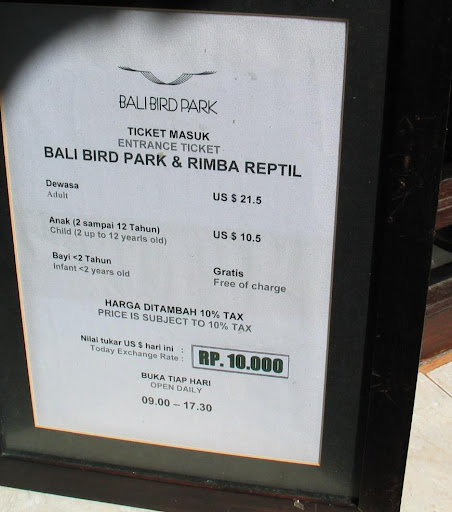 BALI BIRD PARK
TICKET MASUK
ENTRANCE TICKET
BALI BIRD PARK & RIMBA REPTIL
Dewasa
Adult
US $ 21.5
Anak (2 sampai 12 Tahun)
Child (2 up to 12 yearls old)
US $ 10.5
Bayi <2 Tahun
Infant <2 years old
Gratis
Free of charge
HARGA DITAMBAH 10% TAX
PRICE IS SUBJECT TO 10% TAX
Nilai tukar US $ hari ini :
Today Exchange Rate :
RP. 10.000
BUKA TIAP HARI
OPEN DAILY
09.00 – 17.30